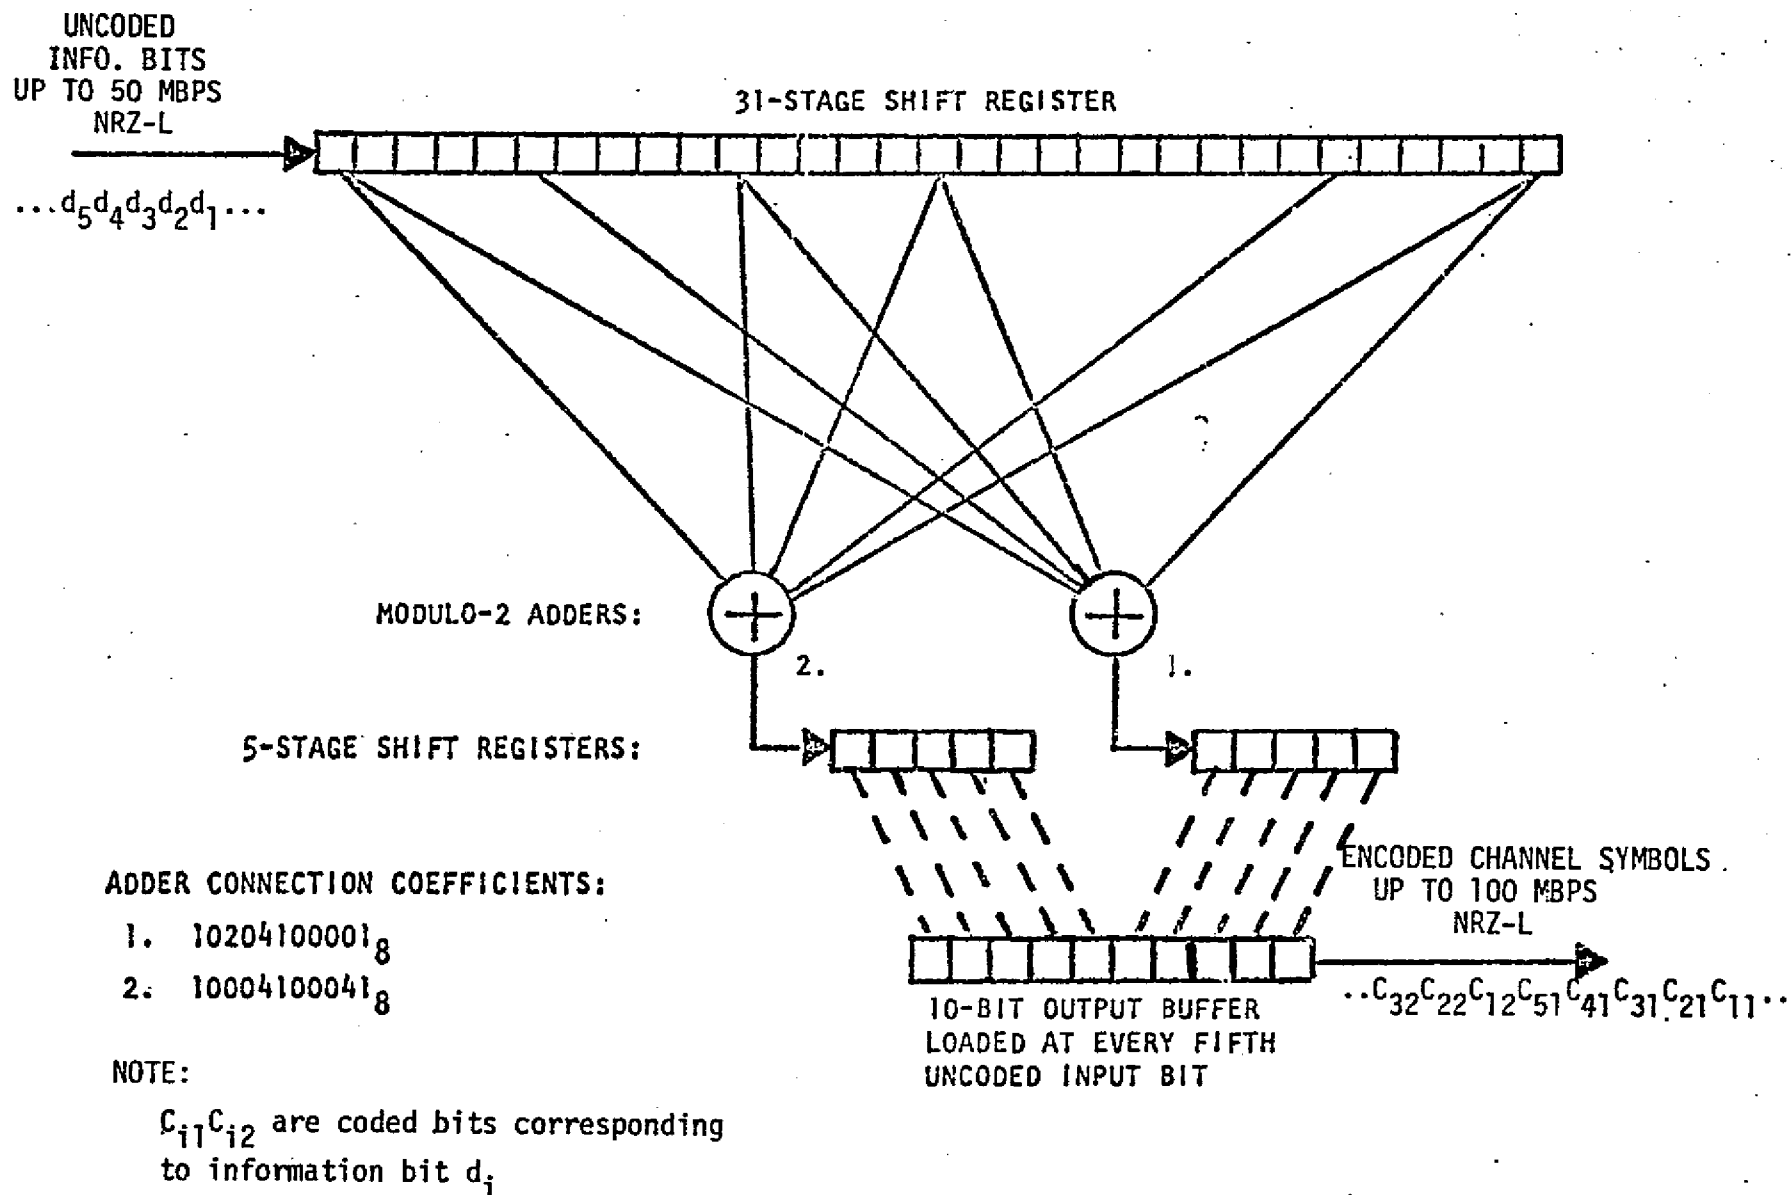 UNCODED
INFO. BITS
UP TO 50 MBPS
NRZ-L
31-STAGE SHIFT REGISTER
...d5d4d3d2d1...
MODULO-2 ADDERS:
2.
1.
5-STAGE SHIFT REGISTERS:
ADDER CONNECTION COEFFICIENTS:
1. 102041000018
2. 100041000418
ENCODED CHANNEL SYMBOLS
UP TO 100 MBPS
NRZ-L
..C32C22C12C51C41C31C21C11..
10-BIT OUTPUT BUFFER
LOADED AT EVERY FIFTH
UNCODED INPUT BIT
NOTE:
Ci1Ci2 are coded bits corresponding
to information bit di